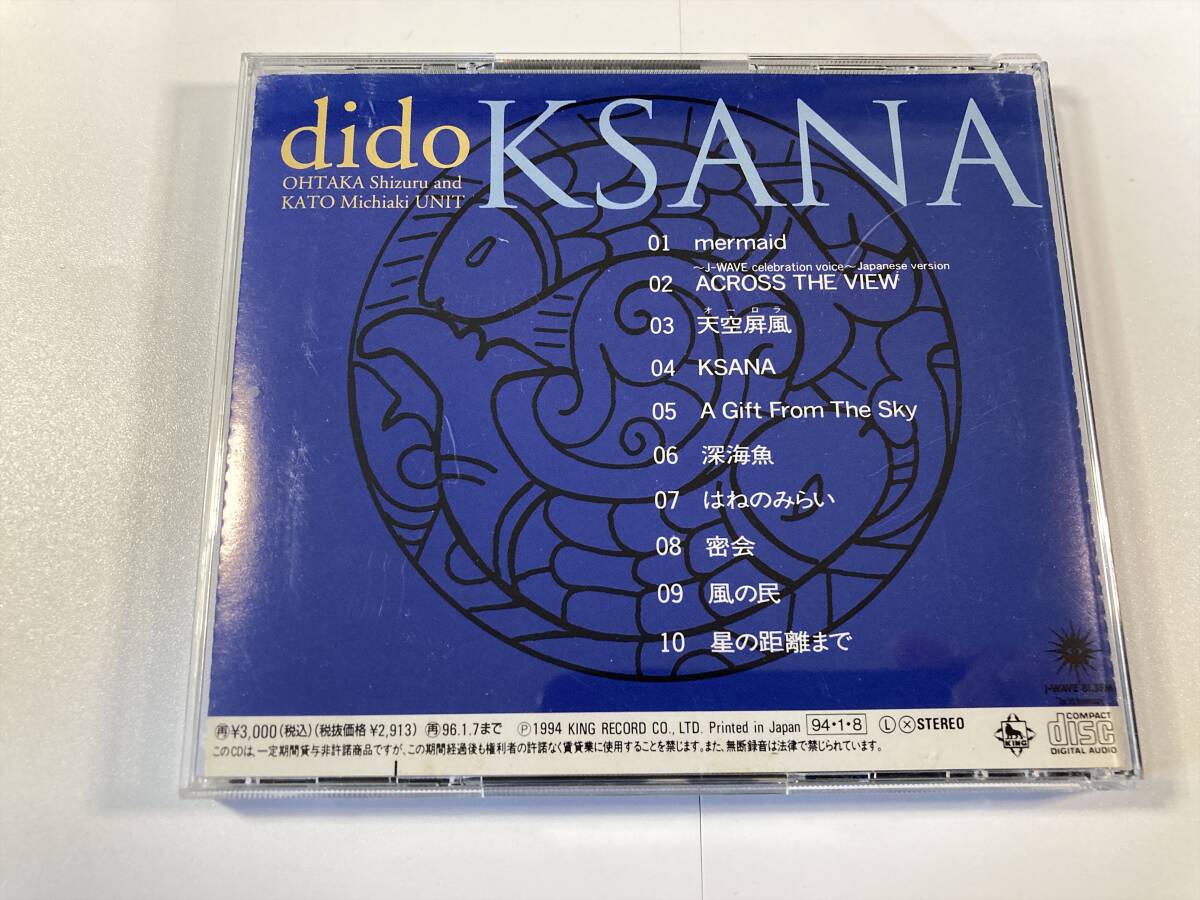 dido KSANA
OHTAKA Shizuru and
KATO Michiaki UNIT
01 mermaid
～J-WAVE celebration voice～Japanese version
02 ACROSS THE VIEW
オーロラ
03 天空屏風
04 KSANA
05 A Gift From The Sky
06 深海魚
07 はねのみらい
08 密会
09 風の民
10 星の距離まで
J-WAVE 81.3FM
再¥3,000(税込)(税抜価格 ¥2,913) 再96.1.7まで Ⓟ1994 KING RECORD CO., LTD. Printed in Japan 94・1・8 Ⓛ Ⓧ STEREO
このCDは、一定期間貸与非許諾商品ですが、この期間経過後も権利者の許諾なく賃貸業に使用することを禁じます。また、無断録音は法律で禁じられています。
KING
COMPACT
disc
DIGITAL AUDIO